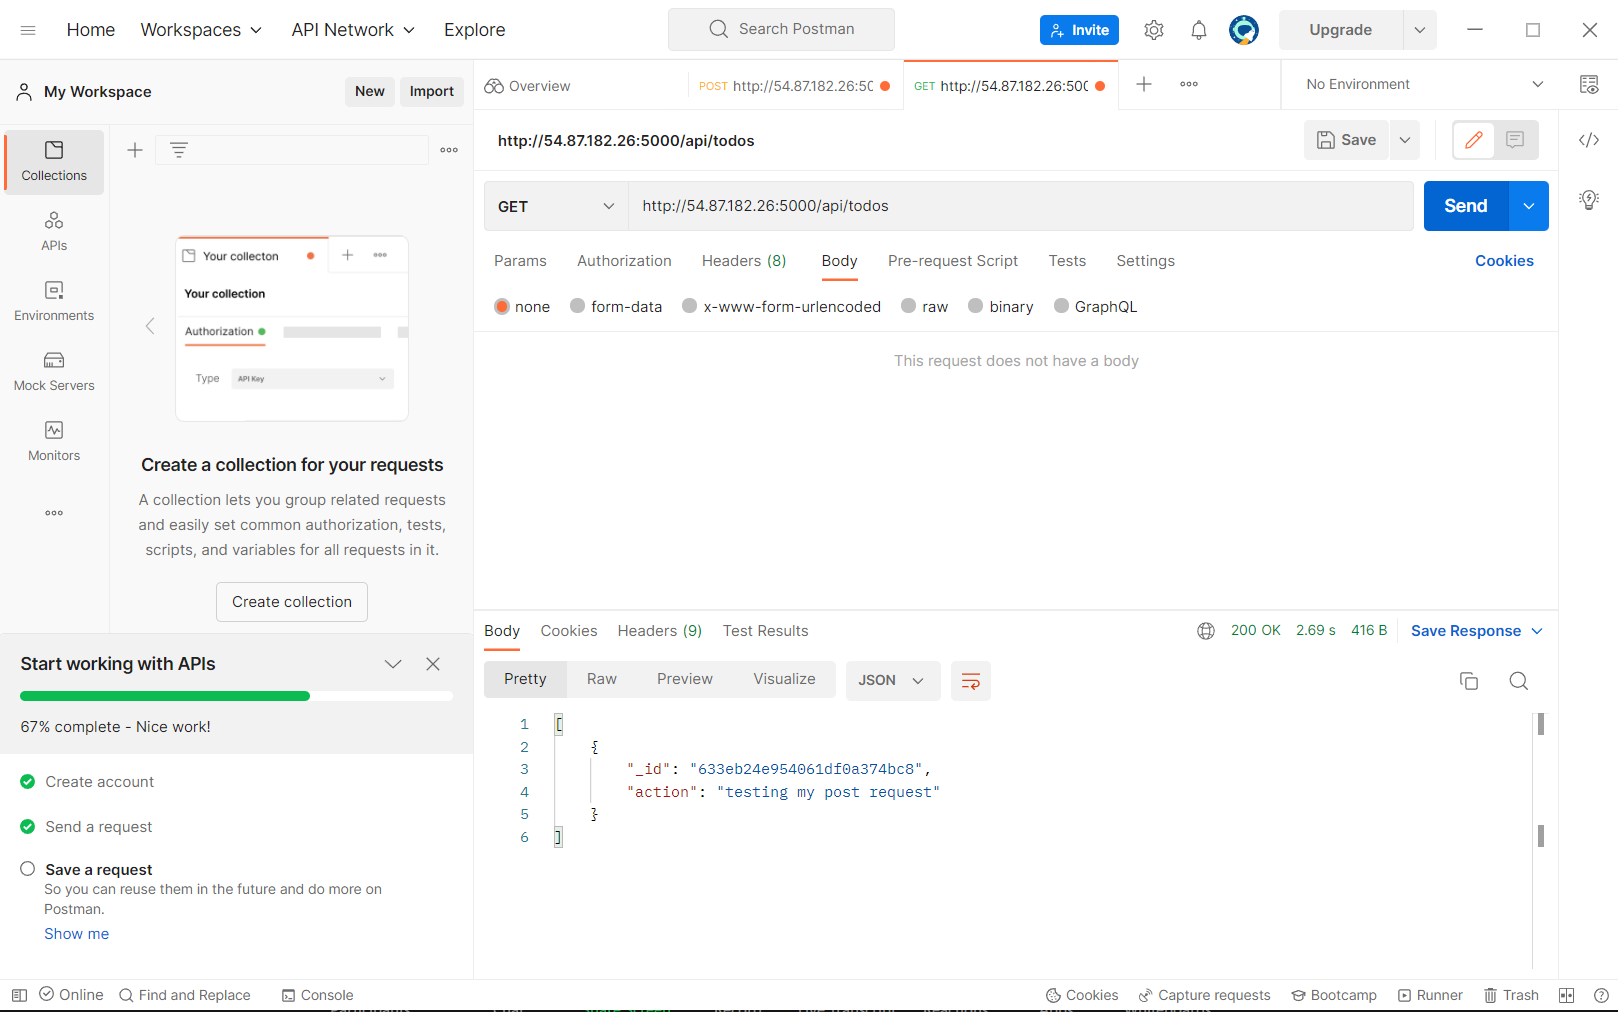 Home Workspaces API Network Explore Search Postman Invite Upgrade
My Workspace New Import
Overview POST http://54.87.182.26:50 GET http://54.87.182.26:500 No Environment
Collections
APIs
Environments
Mock Servers
Monitors
Your collecton
Your collection
Authorization
Type API Key
Create a collection for your requests
A collection lets you group related requests
and easily set common authorization, tests,
scripts, and variables for all requests in it.
Create collection
Start working with APIs
67% complete - Nice work!
Create account
Send a request
Save a request
So you can reuse them in the future and do more on
Postman.
Show me
http://54.87.182.26:5000/api/todos Save
GET http://54.87.182.26:5000/api/todos Send
Params Authorization Headers (8) Body Pre-request Script Tests Settings Cookies
none form-data x-www-form-urlencoded raw binary GraphQL
This request does not have a body
Body Cookies Headers (9) Test Results 200 OK 2.69 s 416 B Save Response
Pretty Raw Preview Visualize JSON
1 [
2 {
3 "_id": "633eb24e954061df0a374bc8",
4 "action": "testing my post request"
5 }
6 ]
Online Find and Replace Console Cookies Capture requests Bootcamp Runner Trash